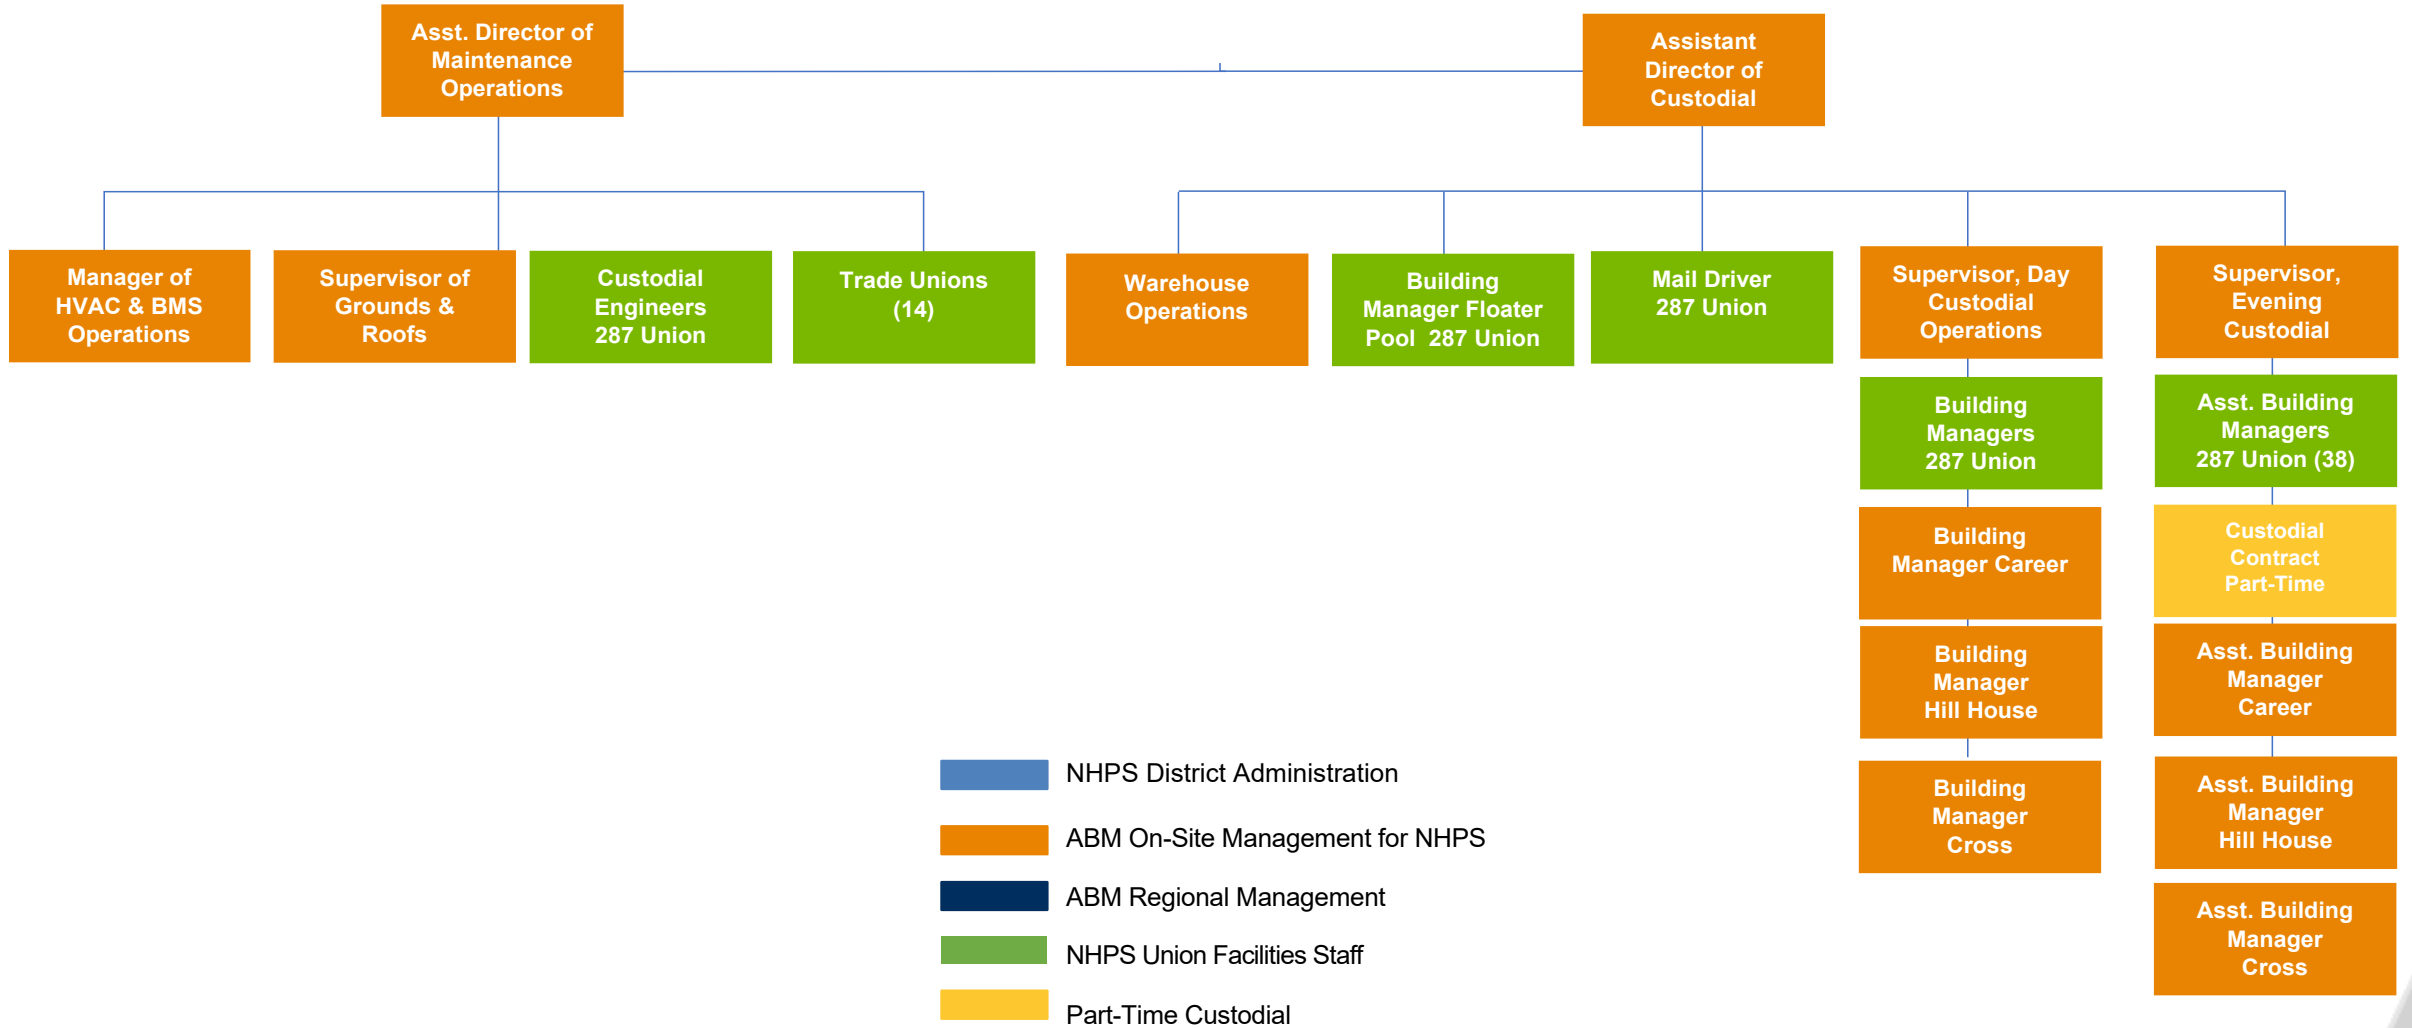 Asst. Director of
Maintenance
Operations
Assistant
Director of
Custodial
Manager of
HVAC & BMS
Operations
Supervisor of
Grounds &
Roofs
Custodial
Engineers
287 Union
Trade Unions
(14)
Warehouse
Operations
Building
Manager Floater
Pool  287 Union
Mail Driver
287 Union
Supervisor, Day
Custodial
Operations
Supervisor,
Evening
Custodial
Building
Managers
287 Union
Asst. Building
Managers
287 Union (38)
Building
Manager Career
Custodial
Contract
Part-Time
Building
Manager
Hill House
Asst. Building
Manager
Career
Building
Manager
Cross
Asst. Building
Manager
Hill House
Asst. Building
Manager
Cross
NHPS District Administration
ABM On-Site Management for NHPS
ABM Regional Management
NHPS Union Facilities Staff
Part-Time Custodial